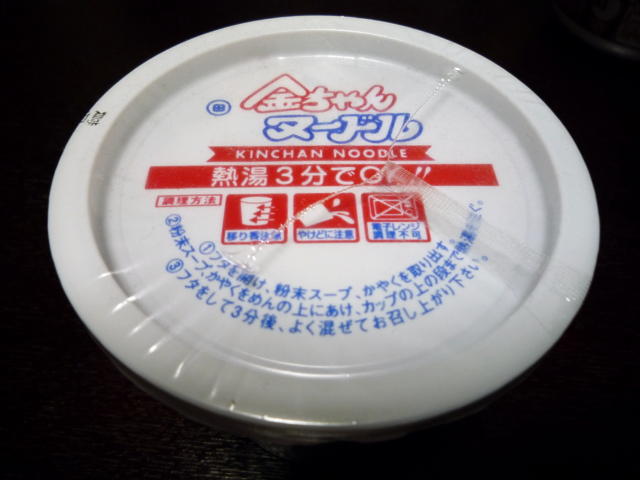 金ちゃん
ヌードル
KINCHAN NOODLE
熱湯3分でOK!!
調理方法
移り香注意
やけどに注意
電子レンジ
調理不可
①フタを開け、粉末スープ、かやくを取り出す。
②粉末スープ・かやくをめんの上にあけ、カップの上の段まで熱湯を
③フタをして3分後、よく混ぜてお召し上がり下さい。